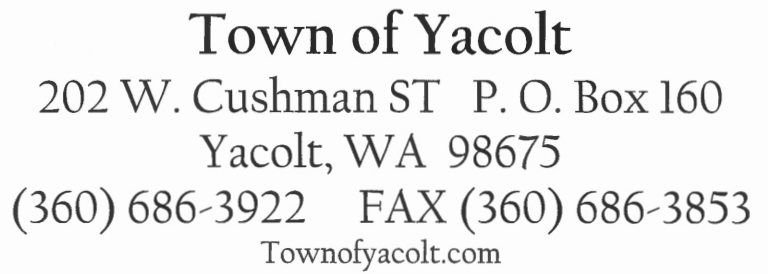 Town of Yacolt
202 W. Cushman ST P. O. Box 160
Yacolt, WA 98675
(360) 686-3922 FAX (360) 686-3853
Townofyacolt.com